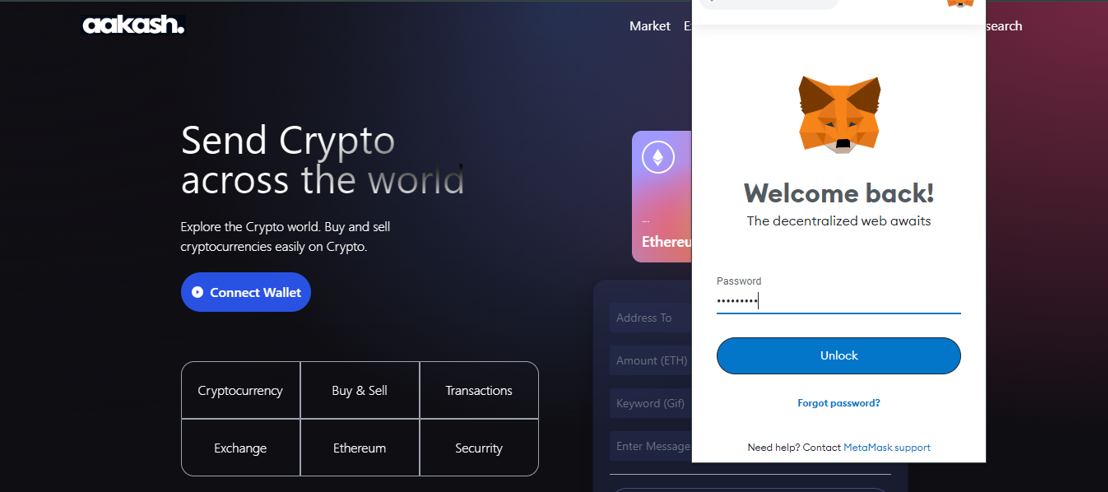 aakash.
Market
search
Send Crypto
across the world
Explore the Crypto world. Buy and sell
cryptocurrencies easily on Crypto.
Connect Wallet
Cryptocurrency
Buy & Sell
Transactions
Exchange
Ethereum
Securrity
...
Address To
Amount (ETH)
Keyword (Gif)
Enter Message
Welcome back!
The decentralized web awaits
Password
•••••••••
Unlock
Forgot password?
Need help? Contact MetaMask support